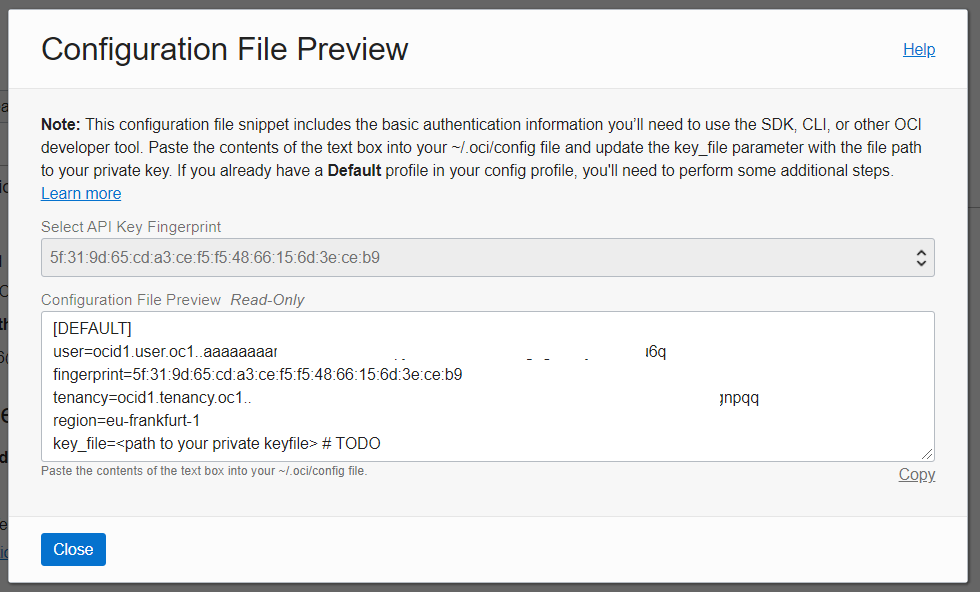 Configuration File Preview
Help
Note: This configuration file snippet includes the basic authentication information you'll need to use the SDK, CLI, or other OCI
developer tool. Paste the contents of the text box into your ~/.oci/config file and update the key_file parameter with the file path
to your private key. If you already have a Default profile in your config profile, you'll need to perform some additional steps.
Learn more
Select API Key Fingerprint
5f:31:9d:65:cd:a3:ce:f5:f5:48:66:15:6d:3e:ce:b9
Configuration File Preview Read-Only
[DEFAULT]
user=ocid1.user.oc1..aaaaaaaar
fingerprint=5f:31:9d:65:cd:a3:ce:f5:f5:48:66:15:6d:3e:ce:b9
tenancy=ocid1.tenancy.oc1.. npqq
region=eu-frankfurt-1
key_file=<path to your private keyfile> # TODO
Paste the contents of the text box into your ~/.oci/config file.
Copy
Close